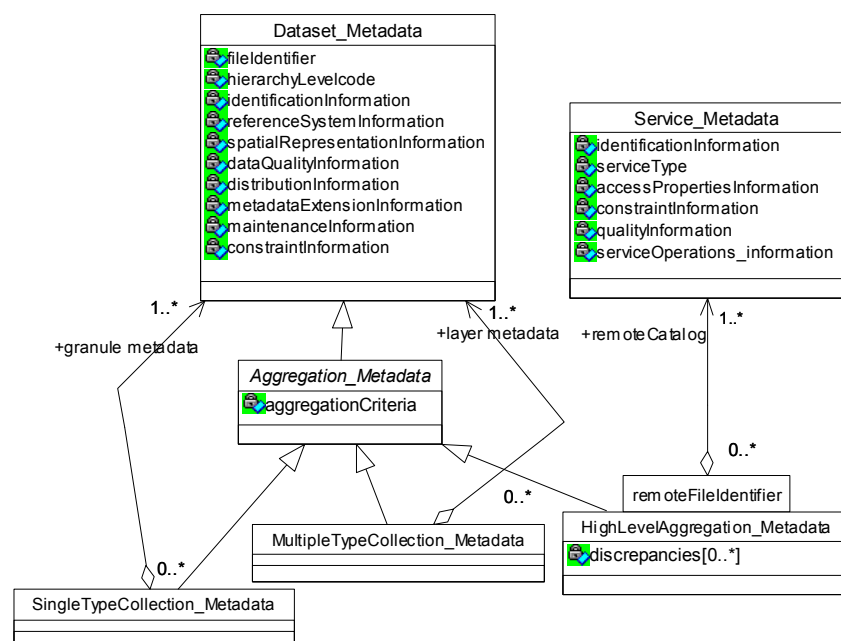 Dataset_Metadata
fileIdentifier
hierarchyLevelcode
identificationInformation
referenceSystemInformation
spatialRepresentationInformation
dataQualityInformation
distributionInformation
metadataExtensionInformation
maintenanceInformation
constraintInformation
Service_Metadata
identificationInformation
serviceType
accessPropertiesInformation
constraintInformation
qualityInformation
serviceOperations_information
1..*
1..*
1..*
+granule metadata
+layer metadata
+remoteCatalog
Aggregation_Metadata
aggregationCriteria
0..*
0..*
remoteFileIdentifier
HighLevelAggregation_Metadata
discrepancies[0..*]
MultipleTypeCollection_Metadata
0..*
SingleTypeCollection_Metadata